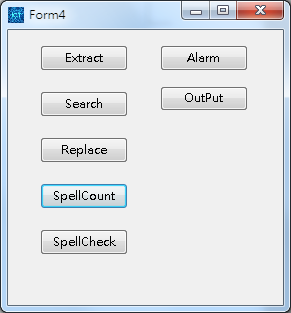 Form4
Extract
Search
Replace
SpellCount
SpellCheck
Alarm
OutPut